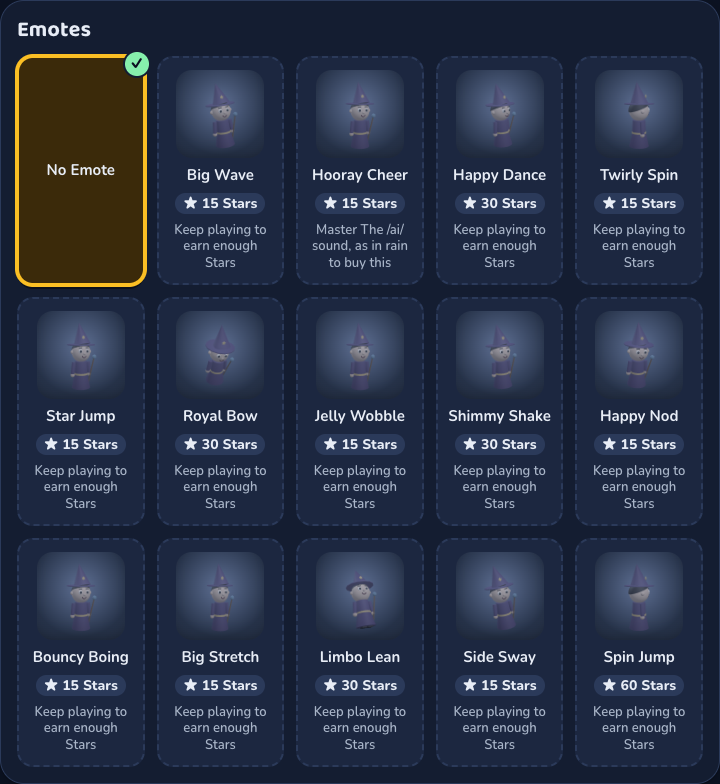 Emotes
No Emote
Big Wave
15 Stars
Keep playing to
earn enough
Stars
Hooray Cheer
15 Stars
Master The /ai/
sound, as in rain
to buy this
Happy Dance
30 Stars
Keep playing to
earn enough
Stars
Twirly Spin
15 Stars
Keep playing to
earn enough
Stars
Star Jump
15 Stars
Keep playing to
earn enough
Stars
Royal Bow
30 Stars
Keep playing to
earn enough
Stars
Jelly Wobble
15 Stars
Keep playing to
earn enough
Stars
Shimmy Shake
30 Stars
Keep playing to
earn enough
Stars
Happy Nod
15 Stars
Keep playing to
earn enough
Stars
Bouncy Boing
15 Stars
Keep playing to
earn enough
Stars
Big Stretch
15 Stars
Keep playing to
earn enough
Stars
Limbo Lean
30 Stars
Keep playing to
earn enough
Stars
Side Sway
15 Stars
Keep playing to
earn enough
Stars
Spin Jump
60 Stars
Keep playing to
earn enough
Stars